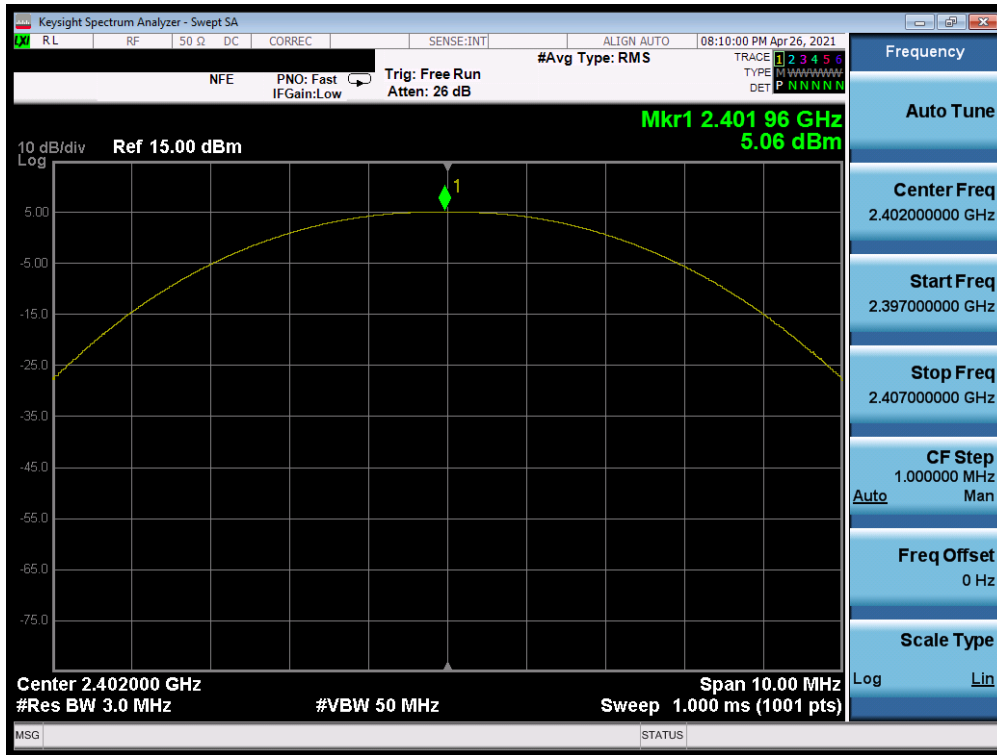 Keysight Spectrum Analyzer - Swept SA
LXI RL RF 50 Ω DC CORREC SENSE:INT ALIGN AUTO 08:10:00 PM Apr 26, 2021
Frequency
NFE PNO: Fast IFGain:Low
Trig: Free Run
Atten: 26 dB
#Avg Type: RMS
TRACE 1 2 3 4 5 6
TYPE M WWWWW
DET P N N N N N
Auto Tune
Mkr1 2.401 96 GHz
5.06 dBm
10 dB/div Ref 15.00 dBm
Log
1
5.00
-5.00
-15.0
-25.0
-35.0
-45.0
-55.0
-65.0
-75.0
Center 2.402000 GHz Span 10.00 MHz
#Res BW 3.0 MHz #VBW 50 MHz Sweep 1.000 ms (1001 pts)
Center Freq
2.402000000 GHz
Start Freq
2.397000000 GHz
Stop Freq
2.407000000 GHz
CF Step
1.000000 MHz
Auto Man
Freq Offset
0 Hz
Scale Type
Log Lin
MSG STATUS